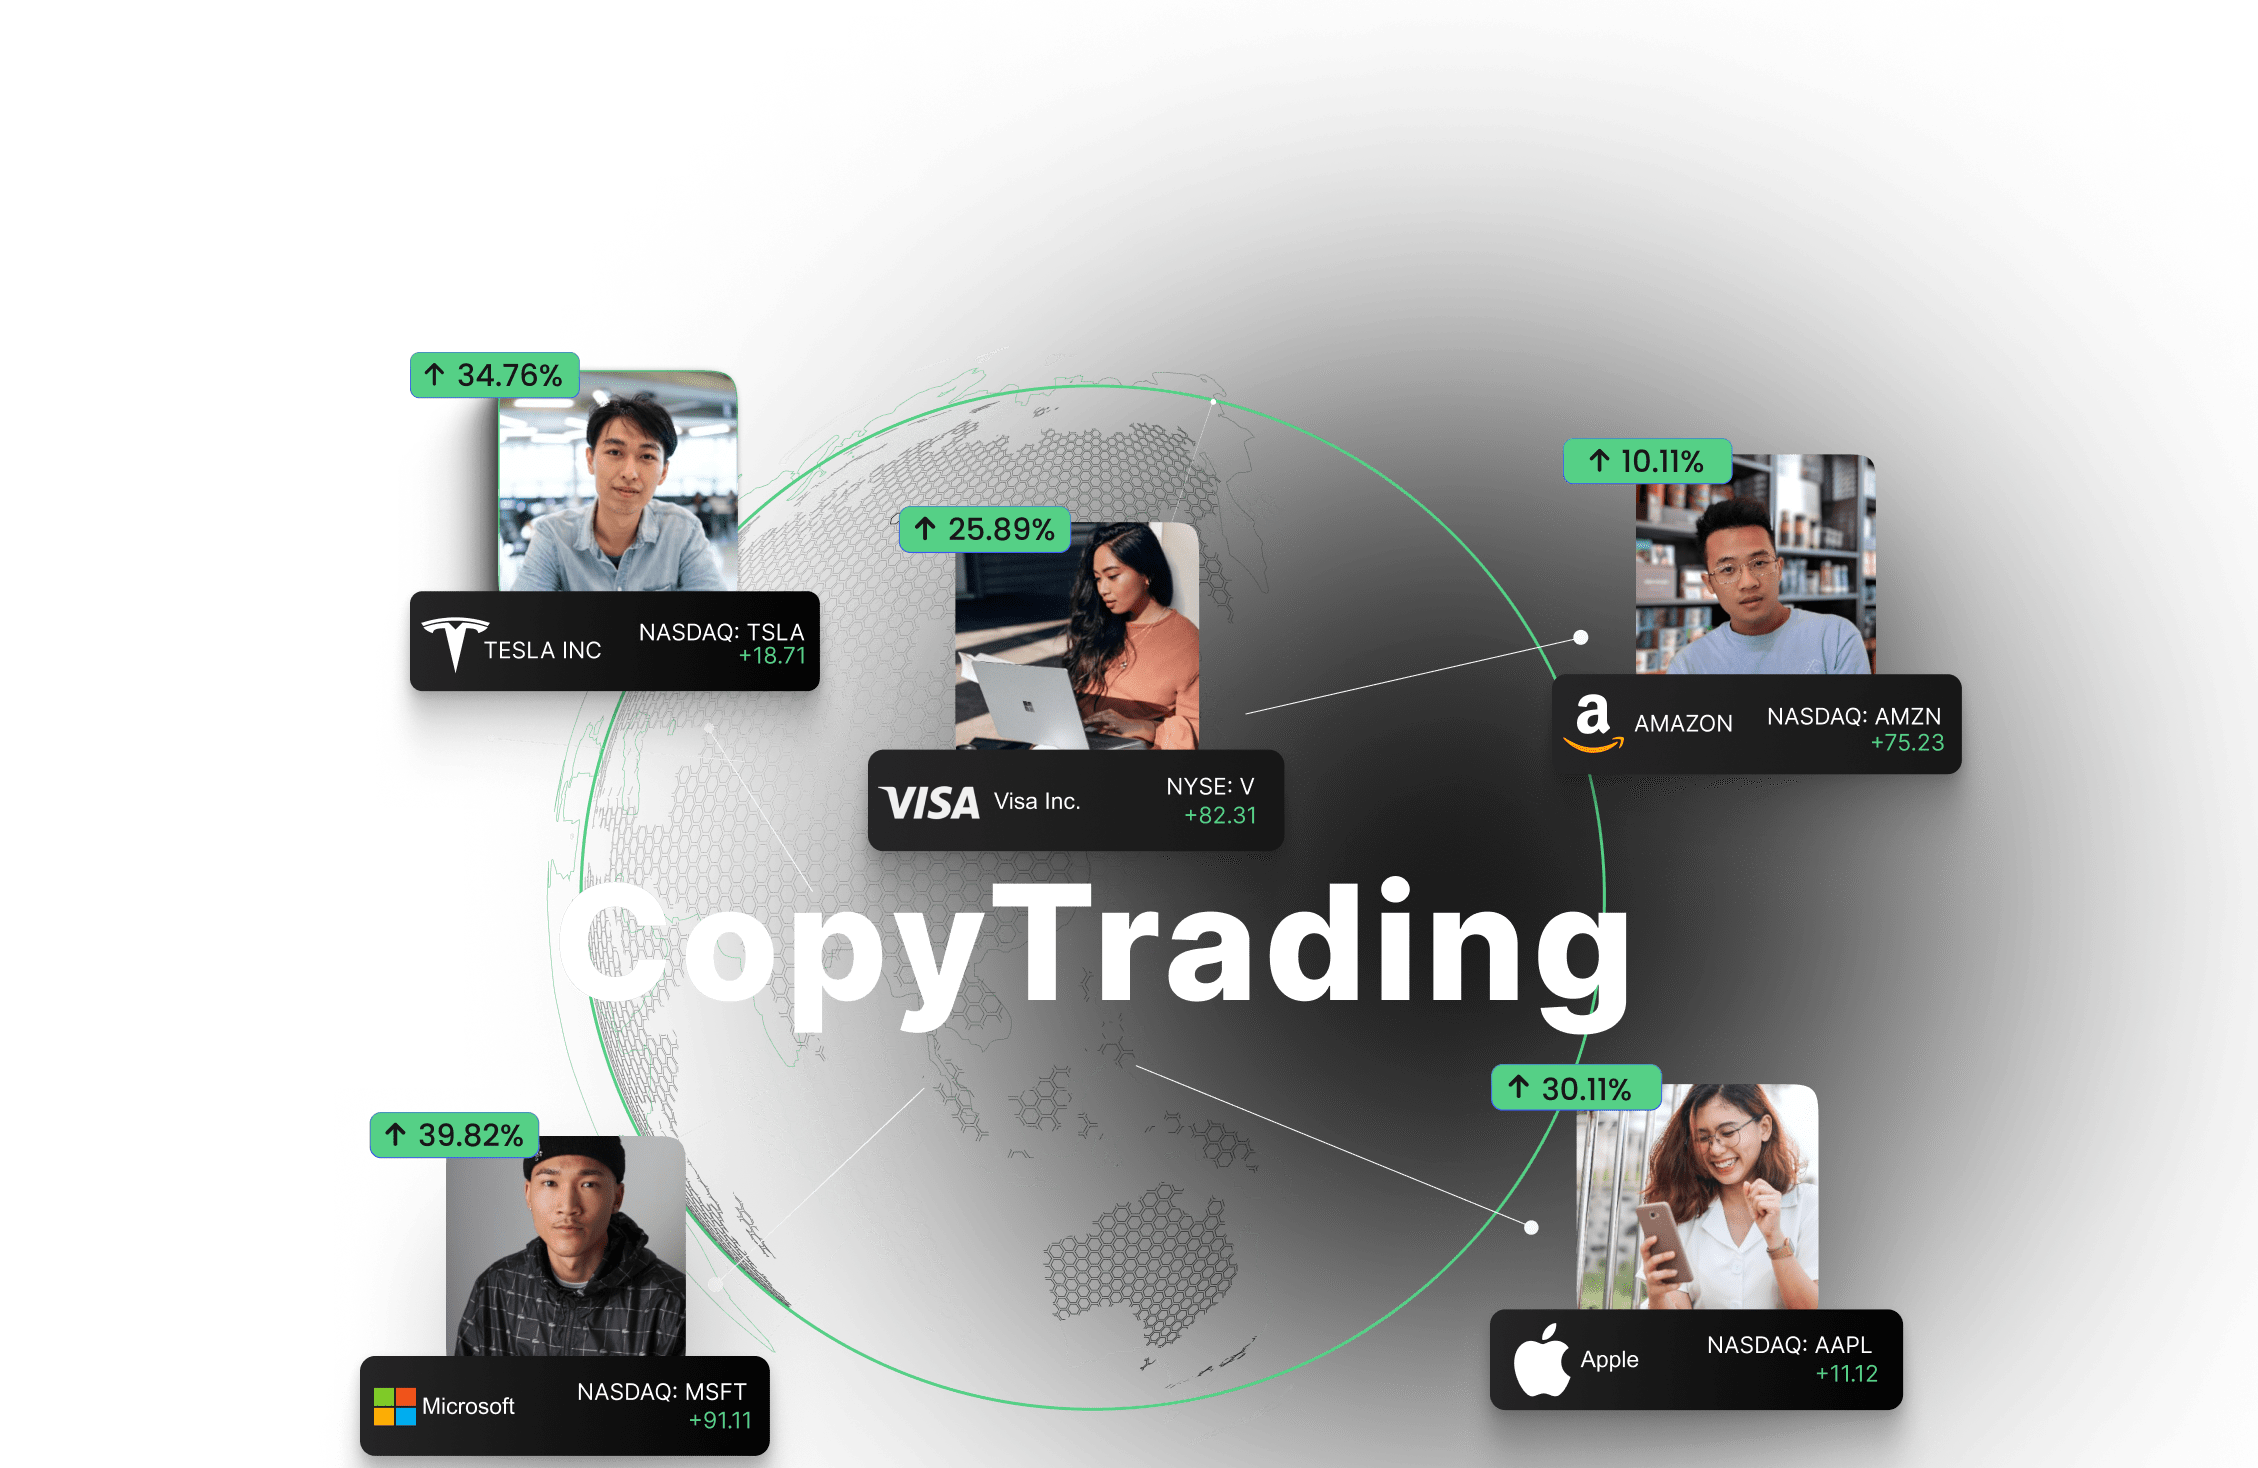 ↑ 34.76%
TESLA INC
NASDAQ: TSLA
+18.71
↑ 25.89%
VISA
Visa Inc.
NYSE: V
+82.31
↑ 10.11%
a
AMAZON
NASDAQ: AMZN
+75.23
CopyTrading
↑ 39.82%
Microsoft
NASDAQ: MSFT
+91.11
↑ 30.11%
Apple
NASDAQ: AAPL
+11.12